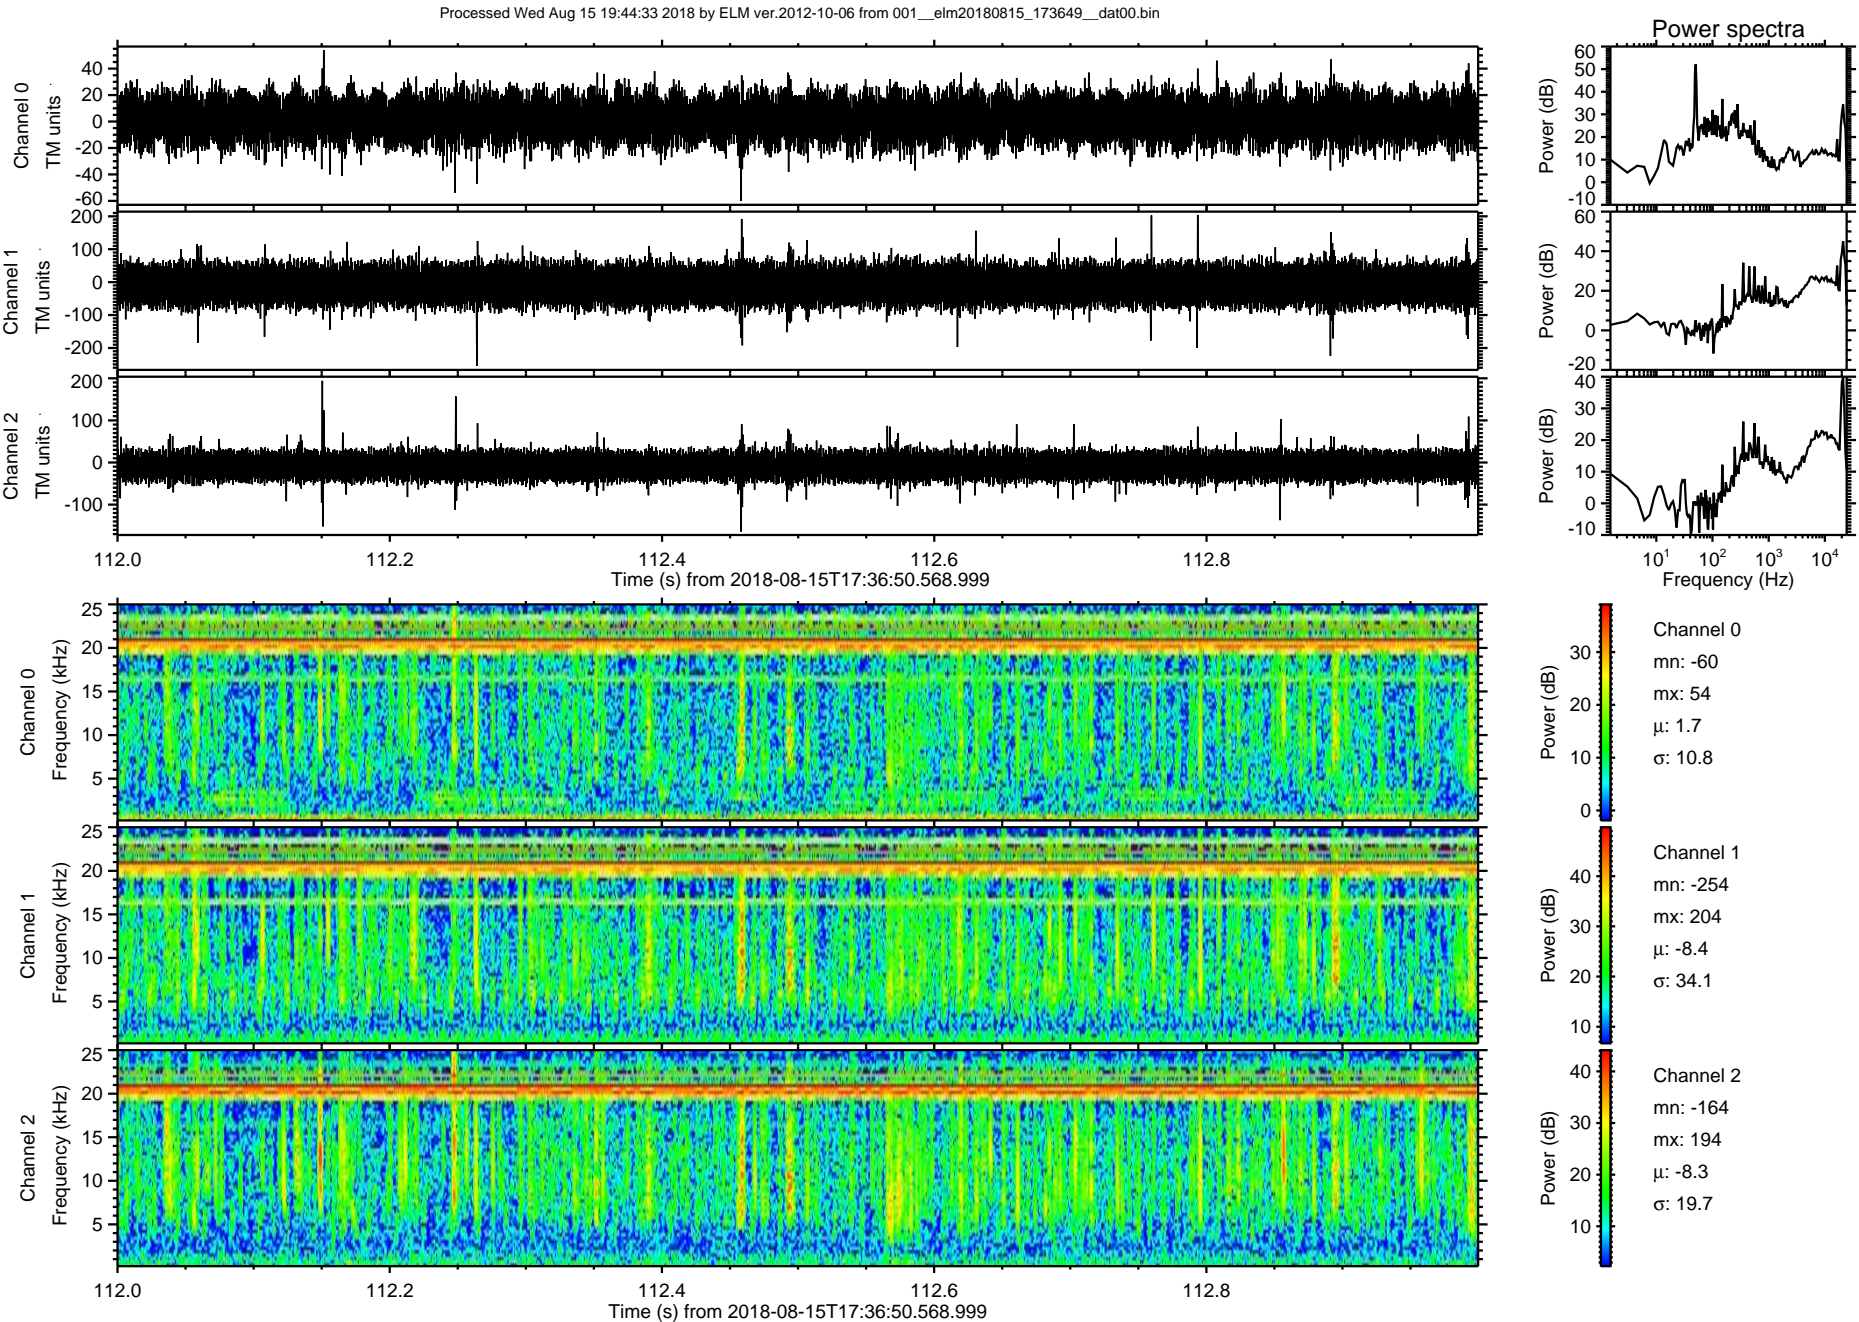 Processed Wed Aug 15 19:44:33 2018 by ELM ver.2012-10-06 from 001__elm20180815_173649__dat00.bin
Power spectra
Channel 0
TM units
40
20
0
-20
-40
-60
Power (dB)
60
50
40
30
20
10
0
-10
Channel 1
TM units
200
100
0
-100
-200
Power (dB)
60
40
20
0
-20
Channel 2
TM units
200
100
0
-100
Power (dB)
40
30
20
10
0
-10
112.0 112.2 112.4 112.6 112.8
Time (s) from 2018-08-15T17:36:50.568.999
10^1 10^2 10^3 10^4
Frequency (Hz)
Channel 0
Frequency (kHz)
25
20
15
10
5
Power (dB)
30
20
10
0
Channel 0
mn: -60
mx: 54
μ: 1.7
σ: 10.8
Channel 1
Frequency (kHz)
25
20
15
10
5
Power (dB)
40
30
20
10
Channel 1
mn: -254
mx: 204
μ: -8.4
σ: 34.1
Channel 2
Frequency (kHz)
25
20
15
10
5
Power (dB)
40
30
20
10
Channel 2
mn: -164
mx: 194
μ: -8.3
σ: 19.7
112.0 112.2 112.4 112.6 112.8
Time (s) from 2018-08-15T17:36:50.568.999